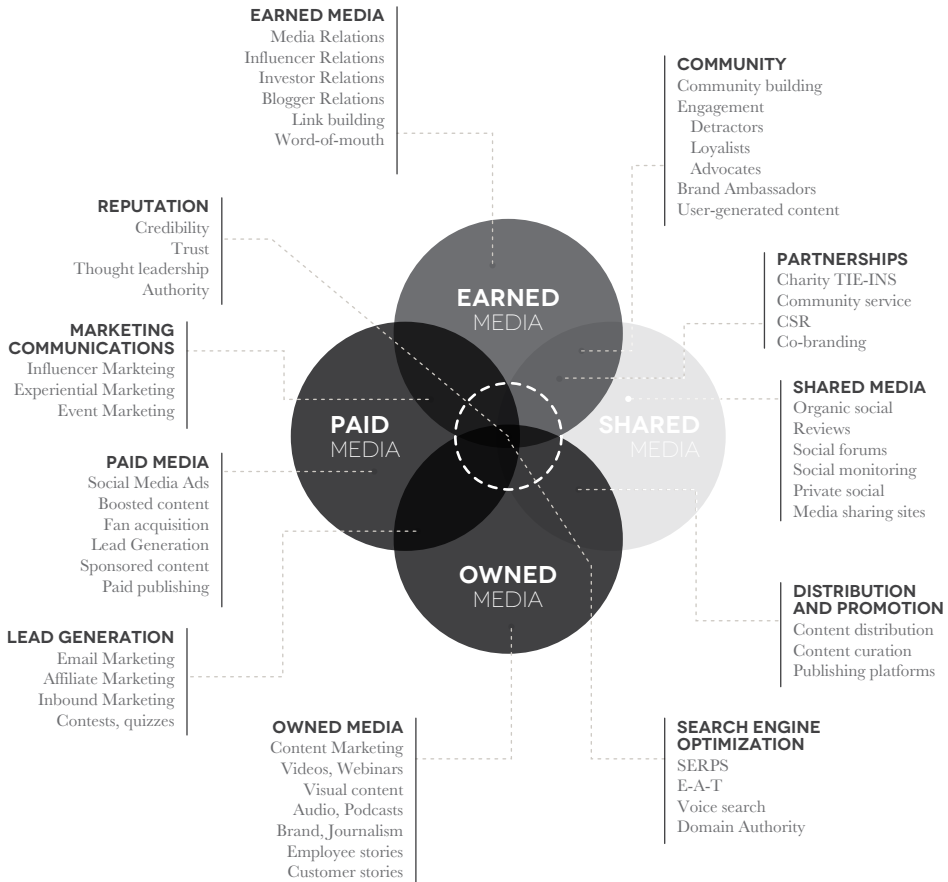 EARNED MEDIA
Media Relations
Influencer Relations
Investor Relations
Blogger Relations
Link building
Word-of-mouth
COMMUNITY
Community building
Engagement
Detractors
Loyalists
Advocates
Brand Ambassadors
User-generated content
REPUTATION
Credibility
Trust
Thought leadership
Authority
PARTNERSHIPS
Charity TIE-INS
Community service
CSR
Co-branding
MARKETING
COMMUNICATIONS
Influencer Markteing
Experiential Marketing
Event Marketing
EARNED
MEDIA
PAID
MEDIA
SHARED
MEDIA
OWNED
MEDIA
SHARED MEDIA
Organic social
Reviews
Social forums
Social monitoring
Private social
Media sharing sites
PAID MEDIA
Social Media Ads
Boosted content
Fan acquisition
Lead Generation
Sponsored content
Paid publishing
DISTRIBUTION
AND PROMOTION
Content distribution
Content curation
Publishing platforms
LEAD GENERATION
Email Marketing
Affiliate Marketing
Inbound Marketing
Contests, quizzes
OWNED MEDIA
Content Marketing
Videos, Webinars
Visual content
Audio, Podcasts
Brand, Journalism
Employee stories
Customer stories
SEARCH ENGINE
OPTIMIZATION
SERPS
E-A-T
Voice search
Domain Authority